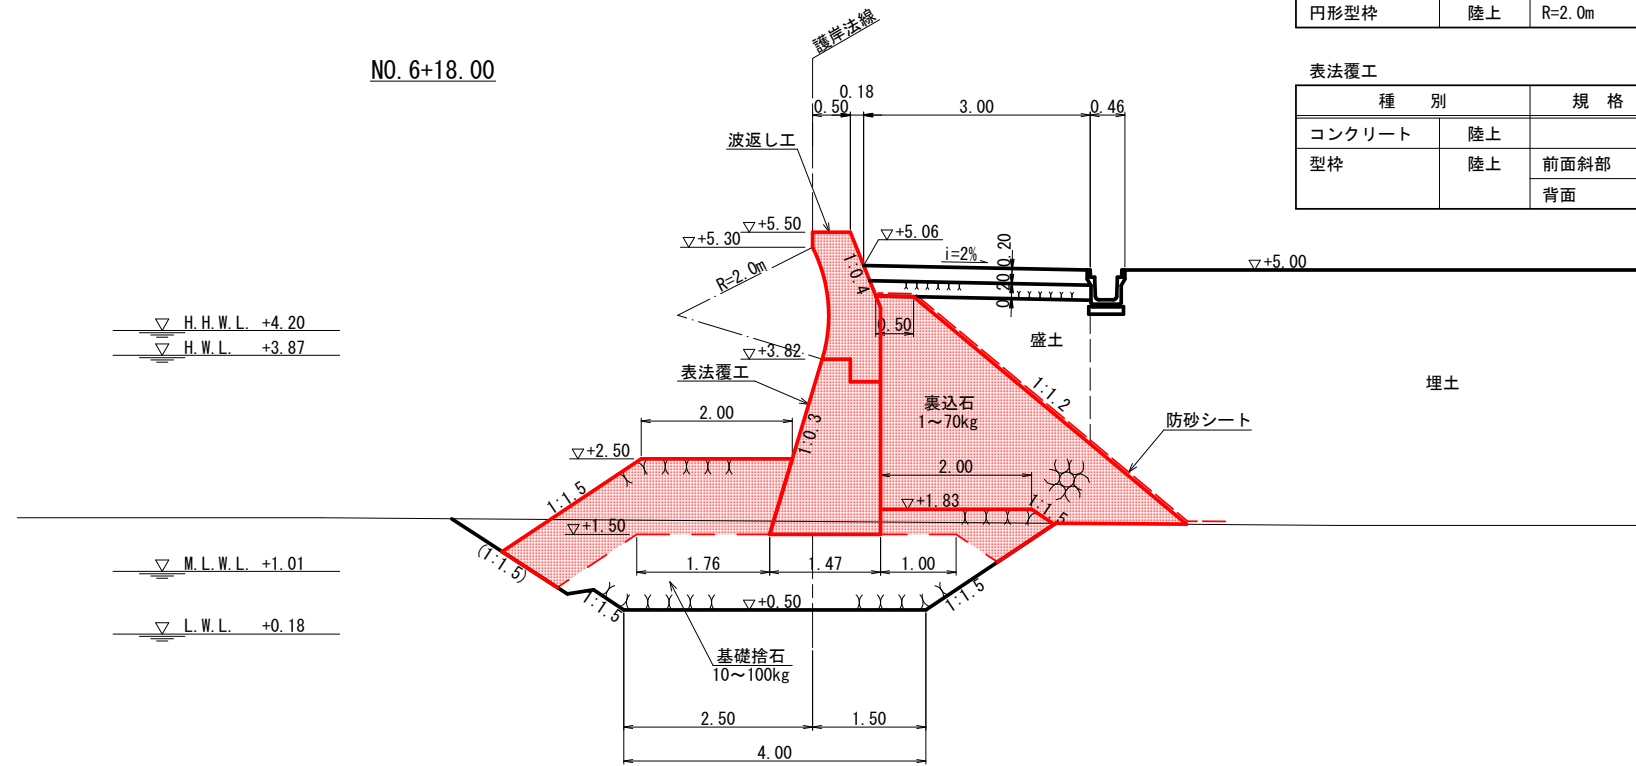 円形型枠 陸上 R=2.0m
護岸法線
NO.6+18.00
表法覆工
種 別 規 格
コンクリート 陸上
型枠 陸上 前面斜部
背面
0.18
0.50 3.00 0.46
波返し工
▽+5.50
▽+5.30
▽+5.06
i=2%
0.20
0.20
▽+5.00
R=2.0m
1:0.4
H.H.W.L. +4.20
H.W.L. +3.87
0.50
盛土
▽+3.82
表法覆工
1:1.2
埋土
裏込石
1～70kg
防砂シート
2.00
1:0.3
▽+2.50
2.00
1:1.5
▽+1.83
1:1.5
▽+1.50
(1:1.5)
M.L.W.L. +1.01
1.76 1.47 1.00
1:1.5
▽+0.50
1:1.5
L.W.L. +0.18
基礎捨石
10～100kg
2.50 1.50
4.00